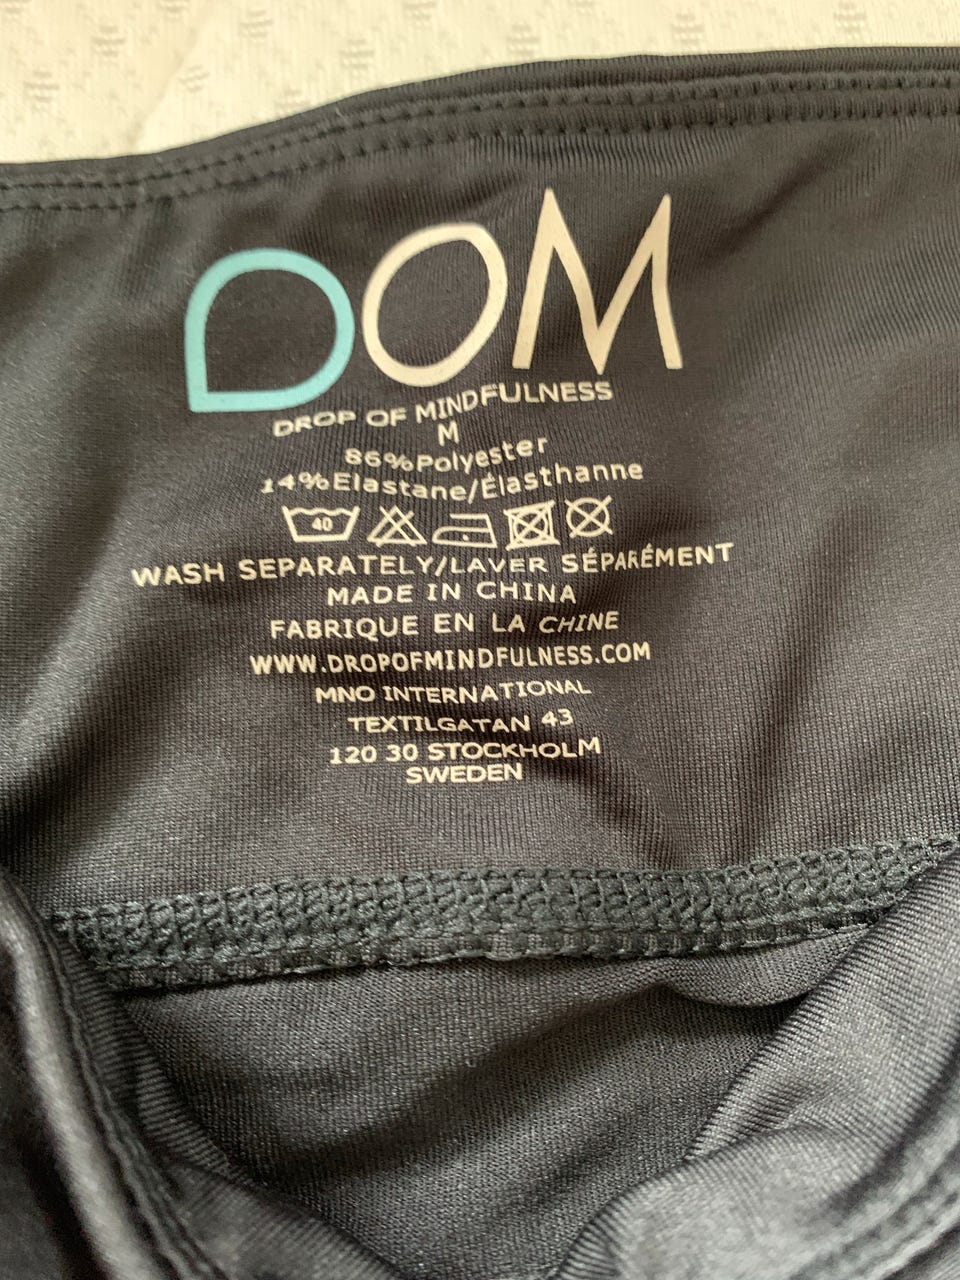 DOM
DROP OF MINDFULNESS
M
86%Polyester
14%Elastane/Élasthanne
40
WASH SEPARATELY/LAVER SÉPARÉMENT
MADE IN CHINA
FABRIQUE EN LA CHINE
WWW.DROPOFMINDFULNESS.COM
MNO INTERNATIONAL
TEXTILGATAN 43
120 30 STOCKHOLM
SWEDEN